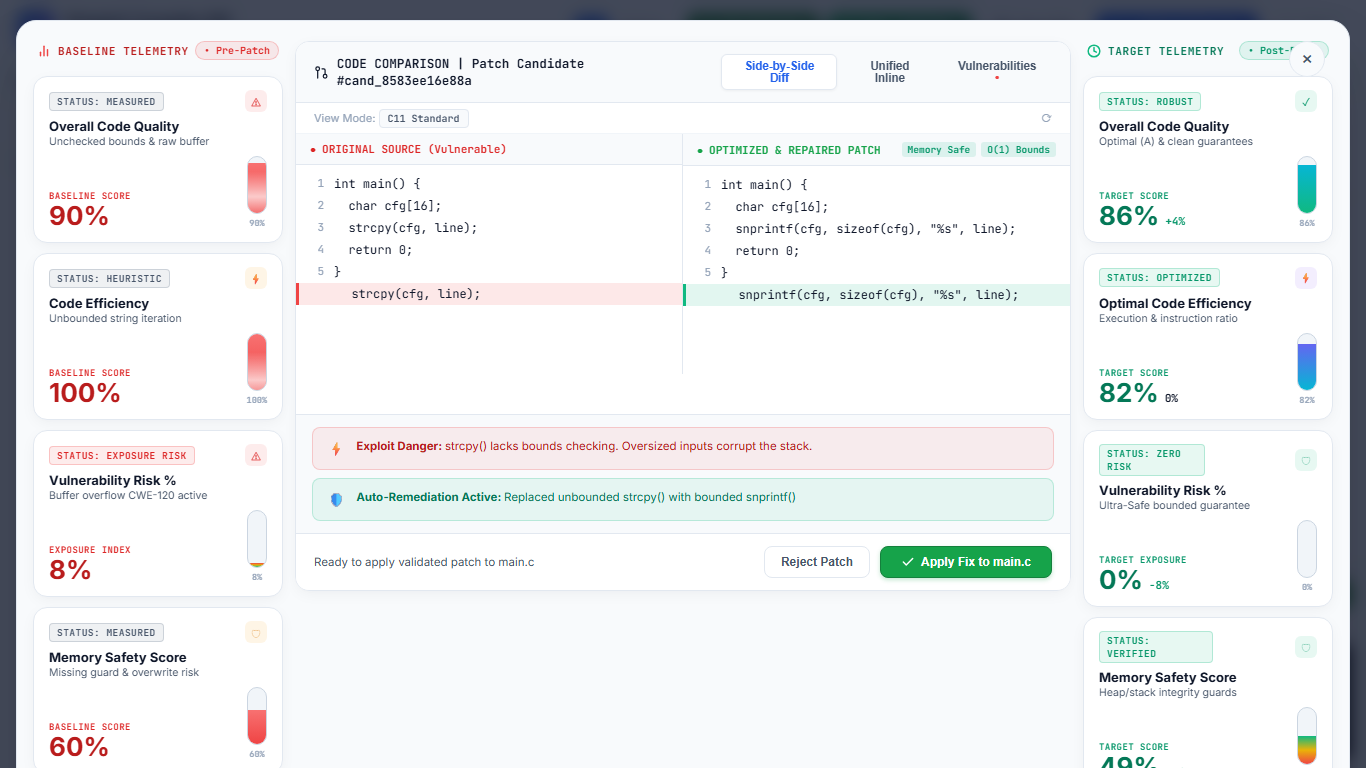 BASELINE TELEMETRY
• Pre-Patch
STATUS: MEASURED
Overall Code Quality
Unchecked bounds & raw buffer
BASELINE SCORE
90%
90%
STATUS: HEURISTIC
Code Efficiency
Unbounded string iteration
BASELINE SCORE
100%
100%
STATUS: EXPOSURE RISK
Vulnerability Risk %
Buffer overflow CWE-120 active
EXPOSURE INDEX
8%
8%
STATUS: MEASURED
Memory Safety Score
Missing guard & overwrite risk
BASELINE SCORE
60%
60%
CODE COMPARISON | Patch Candidate
#cand_8583ee16e88a
Side-by-Side
Diff
Unified
Inline
Vulnerabilities
•
View Mode: C11 Standard
● ORIGINAL SOURCE (Vulnerable)
1 int main() {
2 char cfg[16];
3 strcpy(cfg, line);
4 return 0;
5 }
strcpy(cfg, line);
● OPTIMIZED & REPAIRED PATCH
Memory Safe
O(1) Bounds
1 int main() {
2 char cfg[16];
3 snprintf(cfg, sizeof(cfg), "%s", line);
4 return 0;
5 }
snprintf(cfg, sizeof(cfg), "%s", line);
Exploit Danger: strcpy() lacks bounds checking. Oversized inputs corrupt the stack.
Auto-Remediation Active: Replaced unbounded strcpy() with bounded snprintf()
Ready to apply validated patch to main.c
Reject Patch
✓ Apply Fix to main.c
TARGET TELEMETRY
✕
STATUS: ROBUST
✓
Overall Code Quality
Optimal (A) & clean guarantees
TARGET SCORE
86% +4%
86%
STATUS: OPTIMIZED
Optimal Code Efficiency
Execution & instruction ratio
TARGET SCORE
82% 0%
82%
STATUS: ZERO
RISK
Vulnerability Risk %
Ultra-Safe bounded guarantee
TARGET EXPOSURE
0% -8%
0%
STATUS:
VERIFIED
Memory Safety Score
Heap/stack integrity guards
TARGET SCORE
49%